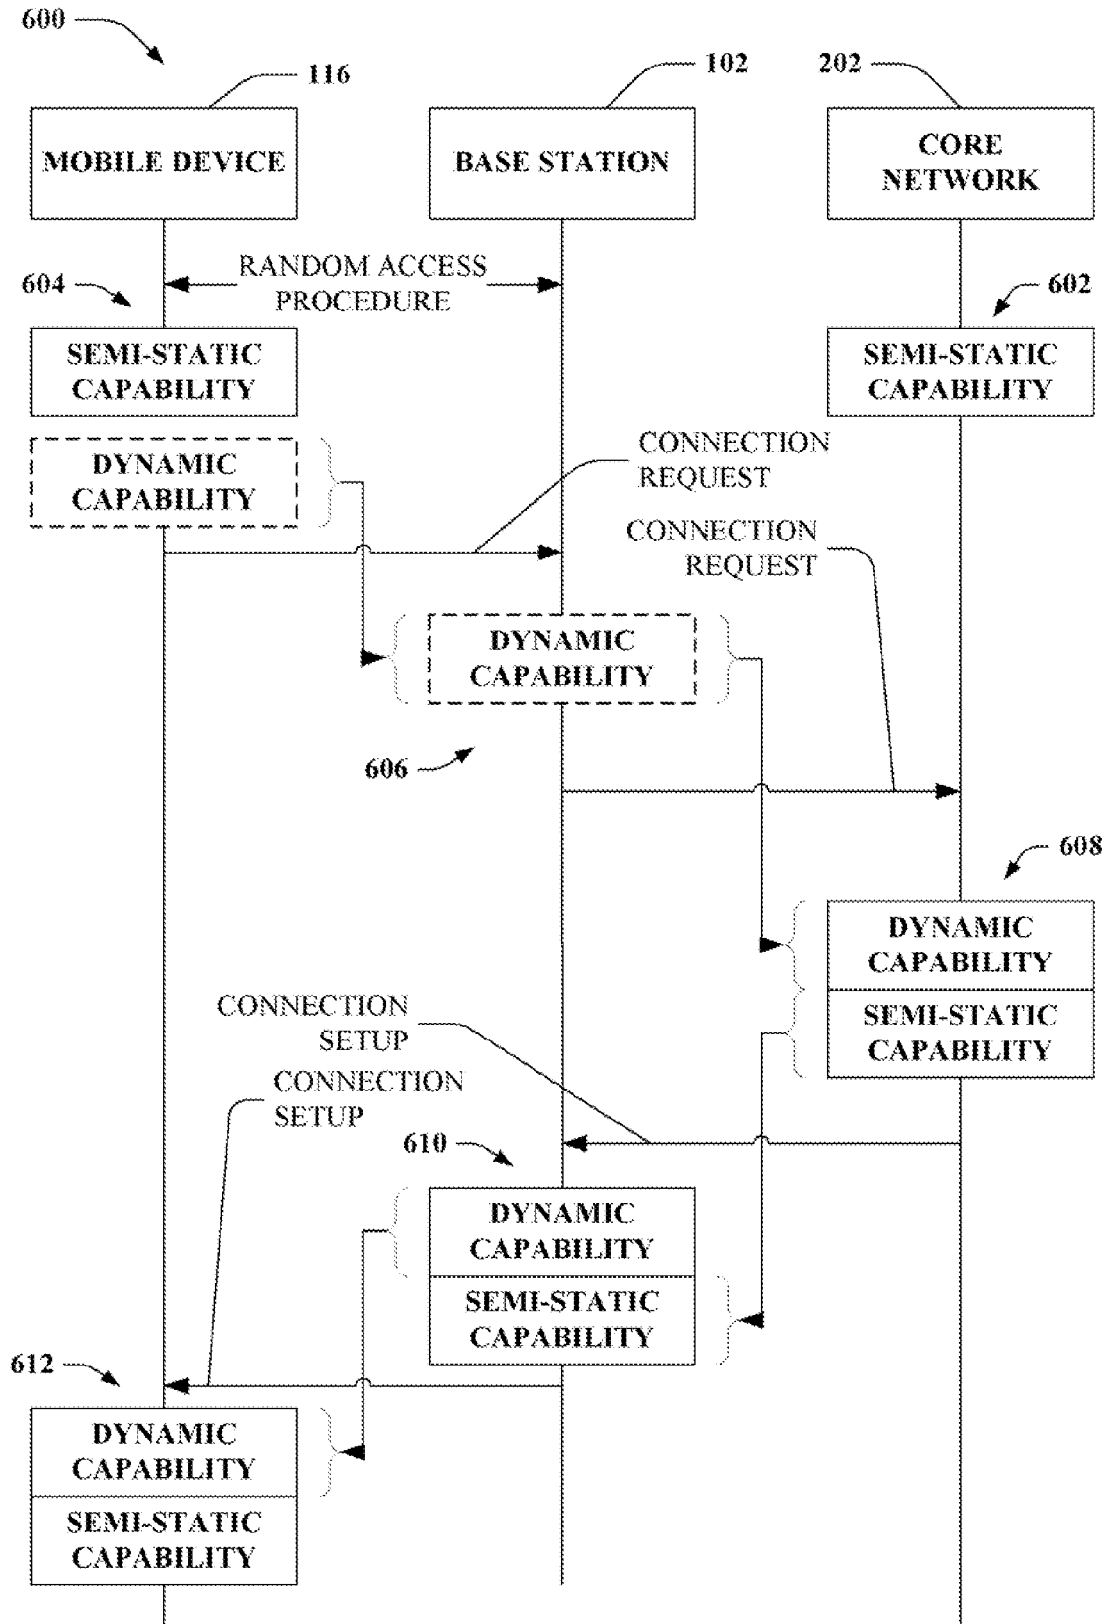 600
116
102
202
MOBILE DEVICE
BASE STATION
CORE
NETWORK
RANDOM ACCESS
PROCEDURE
604
602
SEMI-STATIC
CAPABILITY
SEMI-STATIC
CAPABILITY
DYNAMIC
CAPABILITY
CONNECTION
REQUEST
CONNECTION
REQUEST
DYNAMIC
CAPABILITY
606
608
DYNAMIC
CAPABILITY
SEMI-STATIC
CAPABILITY
CONNECTION
SETUP
CONNECTION
SETUP
610
DYNAMIC
CAPABILITY
SEMI-STATIC
CAPABILITY
612
DYNAMIC
CAPABILITY
SEMI-STATIC
CAPABILITY